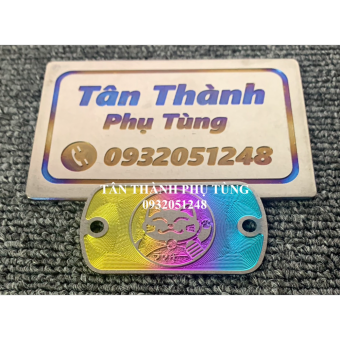 Tân Thành
Phụ Tùng
0932051248
TÂN THÀNH PHỤ TÙNG
0932051248